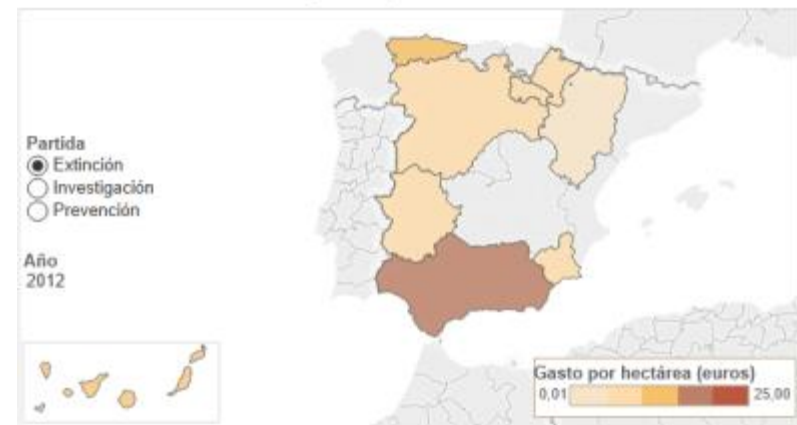 Partida
Extinción
Investigación
Prevención
Año
2012
Gasto por hectárea (euros)
0,01 25,00